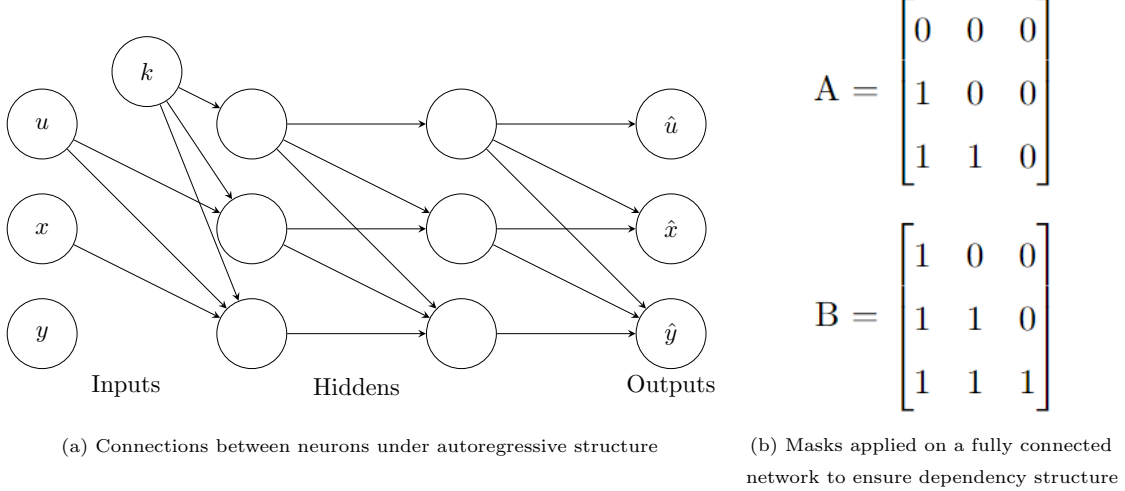 k
u
x
y
û
x̂
ŷ
Inputs
Hiddens
Outputs
(a) Connections between neurons under autoregressive structure
A =
0 0 0
1 0 0
1 1 0
B =
1 0 0
1 1 0
1 1 1
(b) Masks applied on a fully connected
network to ensure dependency structure